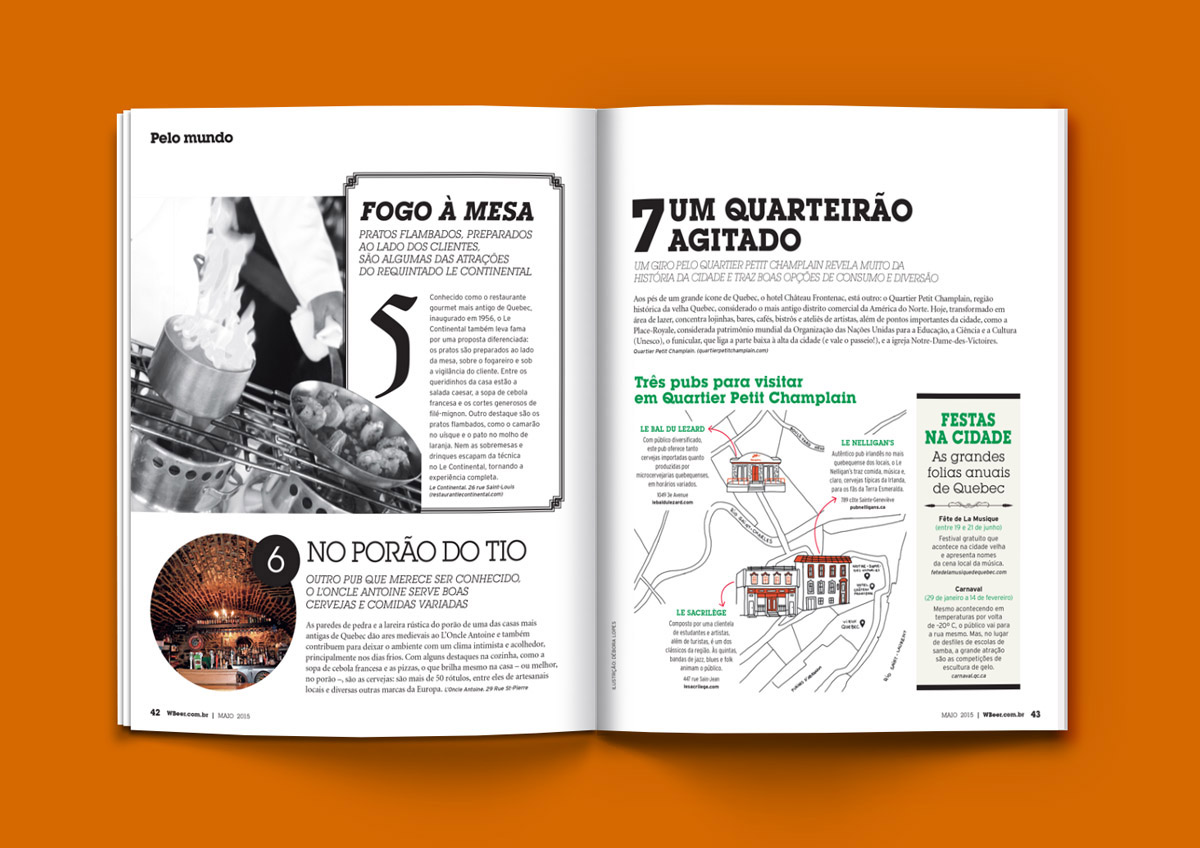 Pelo mundo
FOGO À MESA
PRATOS FLAMBADOS, PREPARADOS
AO LADO DOS CLIENTES,
SÃO ALGUMAS DAS ATRAÇÕES
DO REQUINTADO LE CONTINENTAL
5
Conhecido como o restaurante
gourmet mais antigo de Quebec,
inaugurado em 1956, o Le
Continental também leva fama
por uma proposta diferenciada:
os pratos são preparados ao lado
da mesa, sobre o fogareiro e sob
a vigilância do cliente. Entre os
queridinhos da casa estão a
salada caesar, a sopa de cebola
francesa e os cortes generosos de
filé-mignon. Outro destaque são os
pratos flambados, como o camarão
no uísque e o pato no molho de
laranja. Nem as sobremesas e
drinques escapam da técnica
no Le Continental, tornando a
experiência completa.
Le Continental. 26 rue Saint-Louis
(restaurantlecontinental.com)
6
NO PORÃO DO TIO
OUTRO PUB QUE MERECE SER CONHECIDO,
O L'ONCLE ANTOINE SERVE BOAS
CERVEJAS E COMIDAS VARIADAS
As paredes de pedra e a lareira rústica do porão de uma das casas mais
antigas de Quebec dão ares medievais ao L'Oncle Antoine e também
contribuem para deixar o ambiente com um clima intimista e acolhedor,
principalmente nos dias frios. Com alguns destaques na cozinha, como a
sopa de cebola francesa e as pizzas, o que brilha mesmo na casa – ou melhor,
no porão –, são as cervejas: são mais de 50 rótulos, entre eles de artesanais
locais e diversas outras marcas da Europa. L'Oncle Antoine. 29 Rue St-Pierre
42 WBeer.com.br | MAIO 2015
7 UM QUARTEIRÃO
AGITADO
UM GIRO PELO QUARTIER PETIT CHAMPLAIN REVELA MUITO DA
HISTÓRIA DA CIDADE E TRAZ BOAS OPÇÕES DE CONSUMO E DIVERSÃO
Aos pés de um grande ícone de Quebec, o hotel Château Frontenac, está outro: o Quartier Petit Champlain, região
histórica da velha Quebec, considerado o mais antigo distrito comercial da América do Norte. Hoje, transformado em
área de lazer, concentra lojinhas, bares, cafés, bistrôs e ateliês de artistas, além de pontos importantes da cidade, como a
Place-Royale, considerada patrimônio mundial da Organização das Nações Unidas para a Educação, a Ciência e a Cultura
(Unesco), o funicular, que liga a parte baixa à alta da cidade (e vale o passeio!), e a igreja Notre-Dame-des-Victoires.
Quartier Petit Champlain. (quartierpetitchamplain.com)
Três pubs para visitar
em Quartier Petit Champlain
LE BAL DU LEZARD
Com público diversificado,
este pub oferece tanto
cervejas importadas quanto
produzidas por
microcervejarias quebequenses,
em horários variados.
1049 3e Avenue
lebaldulezard.com
LE NELLIGAN'S
Autêntico pub irlandês no mais
quebequense dos locais, o Le
Nelligan's traz comida, música e,
claro, cervejas típicas da Irlanda,
para os fãs da Terra Esmeralda.
789 côte Sainte-Geneviève
pubnelligans.ca
RIO SAINT-CHARLES
HOTEL
CHÂTEAU
FRONTENAC
VIEUX
QUEBEC
RIO SAINT-LAURENT
LE SACRILÈGE
Composto por uma clientela
de estudantes e artistas,
além de turistas, é um dos
clássicos da região. Às quintas,
bandas de jazz, blues e folk
animam o público.
447 rue Saint-Jean
lesacrilege.com
ILUSTRAÇÃO: DÉBORA LOPES
FESTAS
NA CIDADE
As grandes
folias anuais
de Quebec
Fête de La Musique
(entre 19 e 21 de junho)
Festival gratuito que
acontece na cidade velha
e apresenta nomes
da cena local da música.
fetedelamusiquedequebec.com
Carnaval
(29 de janeiro a 14 de fevereiro)
Mesmo acontecendo em
temperaturas por volta
de -20º C, o público vai para
a rua mesmo. Mas, no lugar
de desfiles de escolas de
samba, a grande atração
são as competições de
escultura de gelo.
carnaval.qc.ca
MAIO 2015 | WBeer.com.br 43